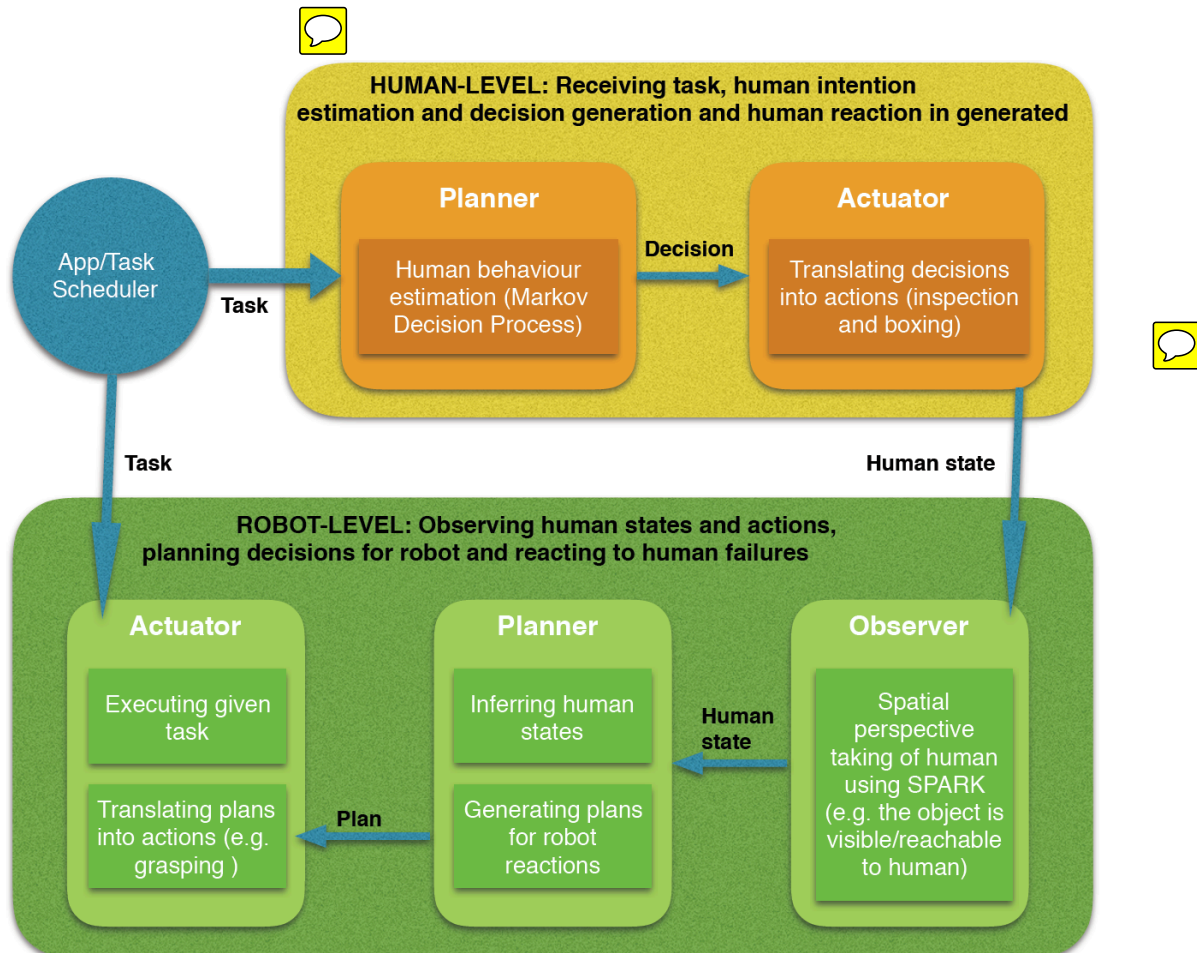 HUMAN-LEVEL: Receiving task, human intention
estimation and decision generation and human reaction in generated
App/Task
Scheduler
Task
Planner
Human behaviour
estimation (Markov
Decision Process)
Decision
Actuator
Translating decisions
into actions (inspection
and boxing)
Task
Human state
ROBOT-LEVEL: Observing human states and actions,
planning decisions for robot and reacting to human failures
Actuator
Executing given
task
Translating plans
into actions (e.g.
grasping )
Plan
Planner
Inferring human
states
Generating plans
for robot
reactions
Human
state
Observer
Spatial
perspective
taking of human
using SPARK
(e.g. the object is
visible/reachable
to human)